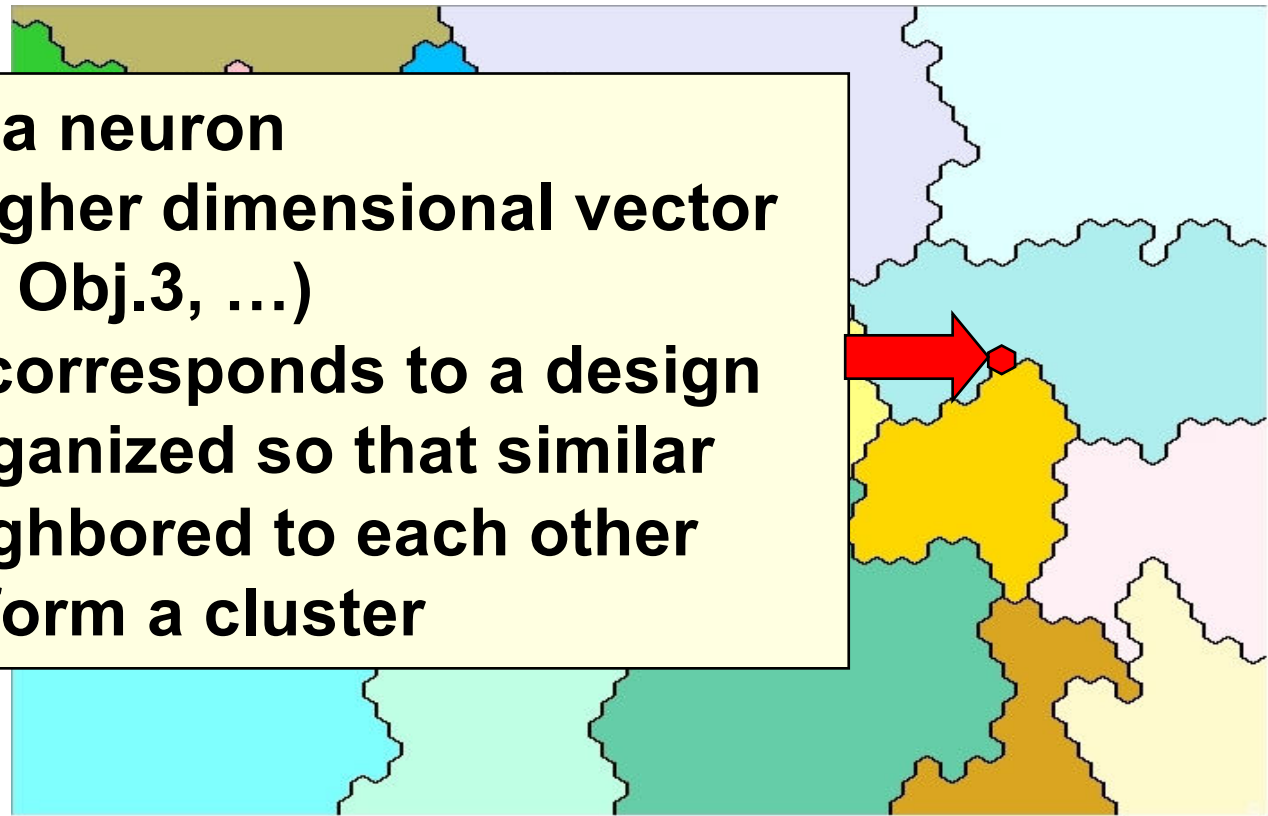 a neuron
gher dimensional vector
Obj.3, …)
corresponds to a design
ganized so that similar
ghbored to each other
form a cluster